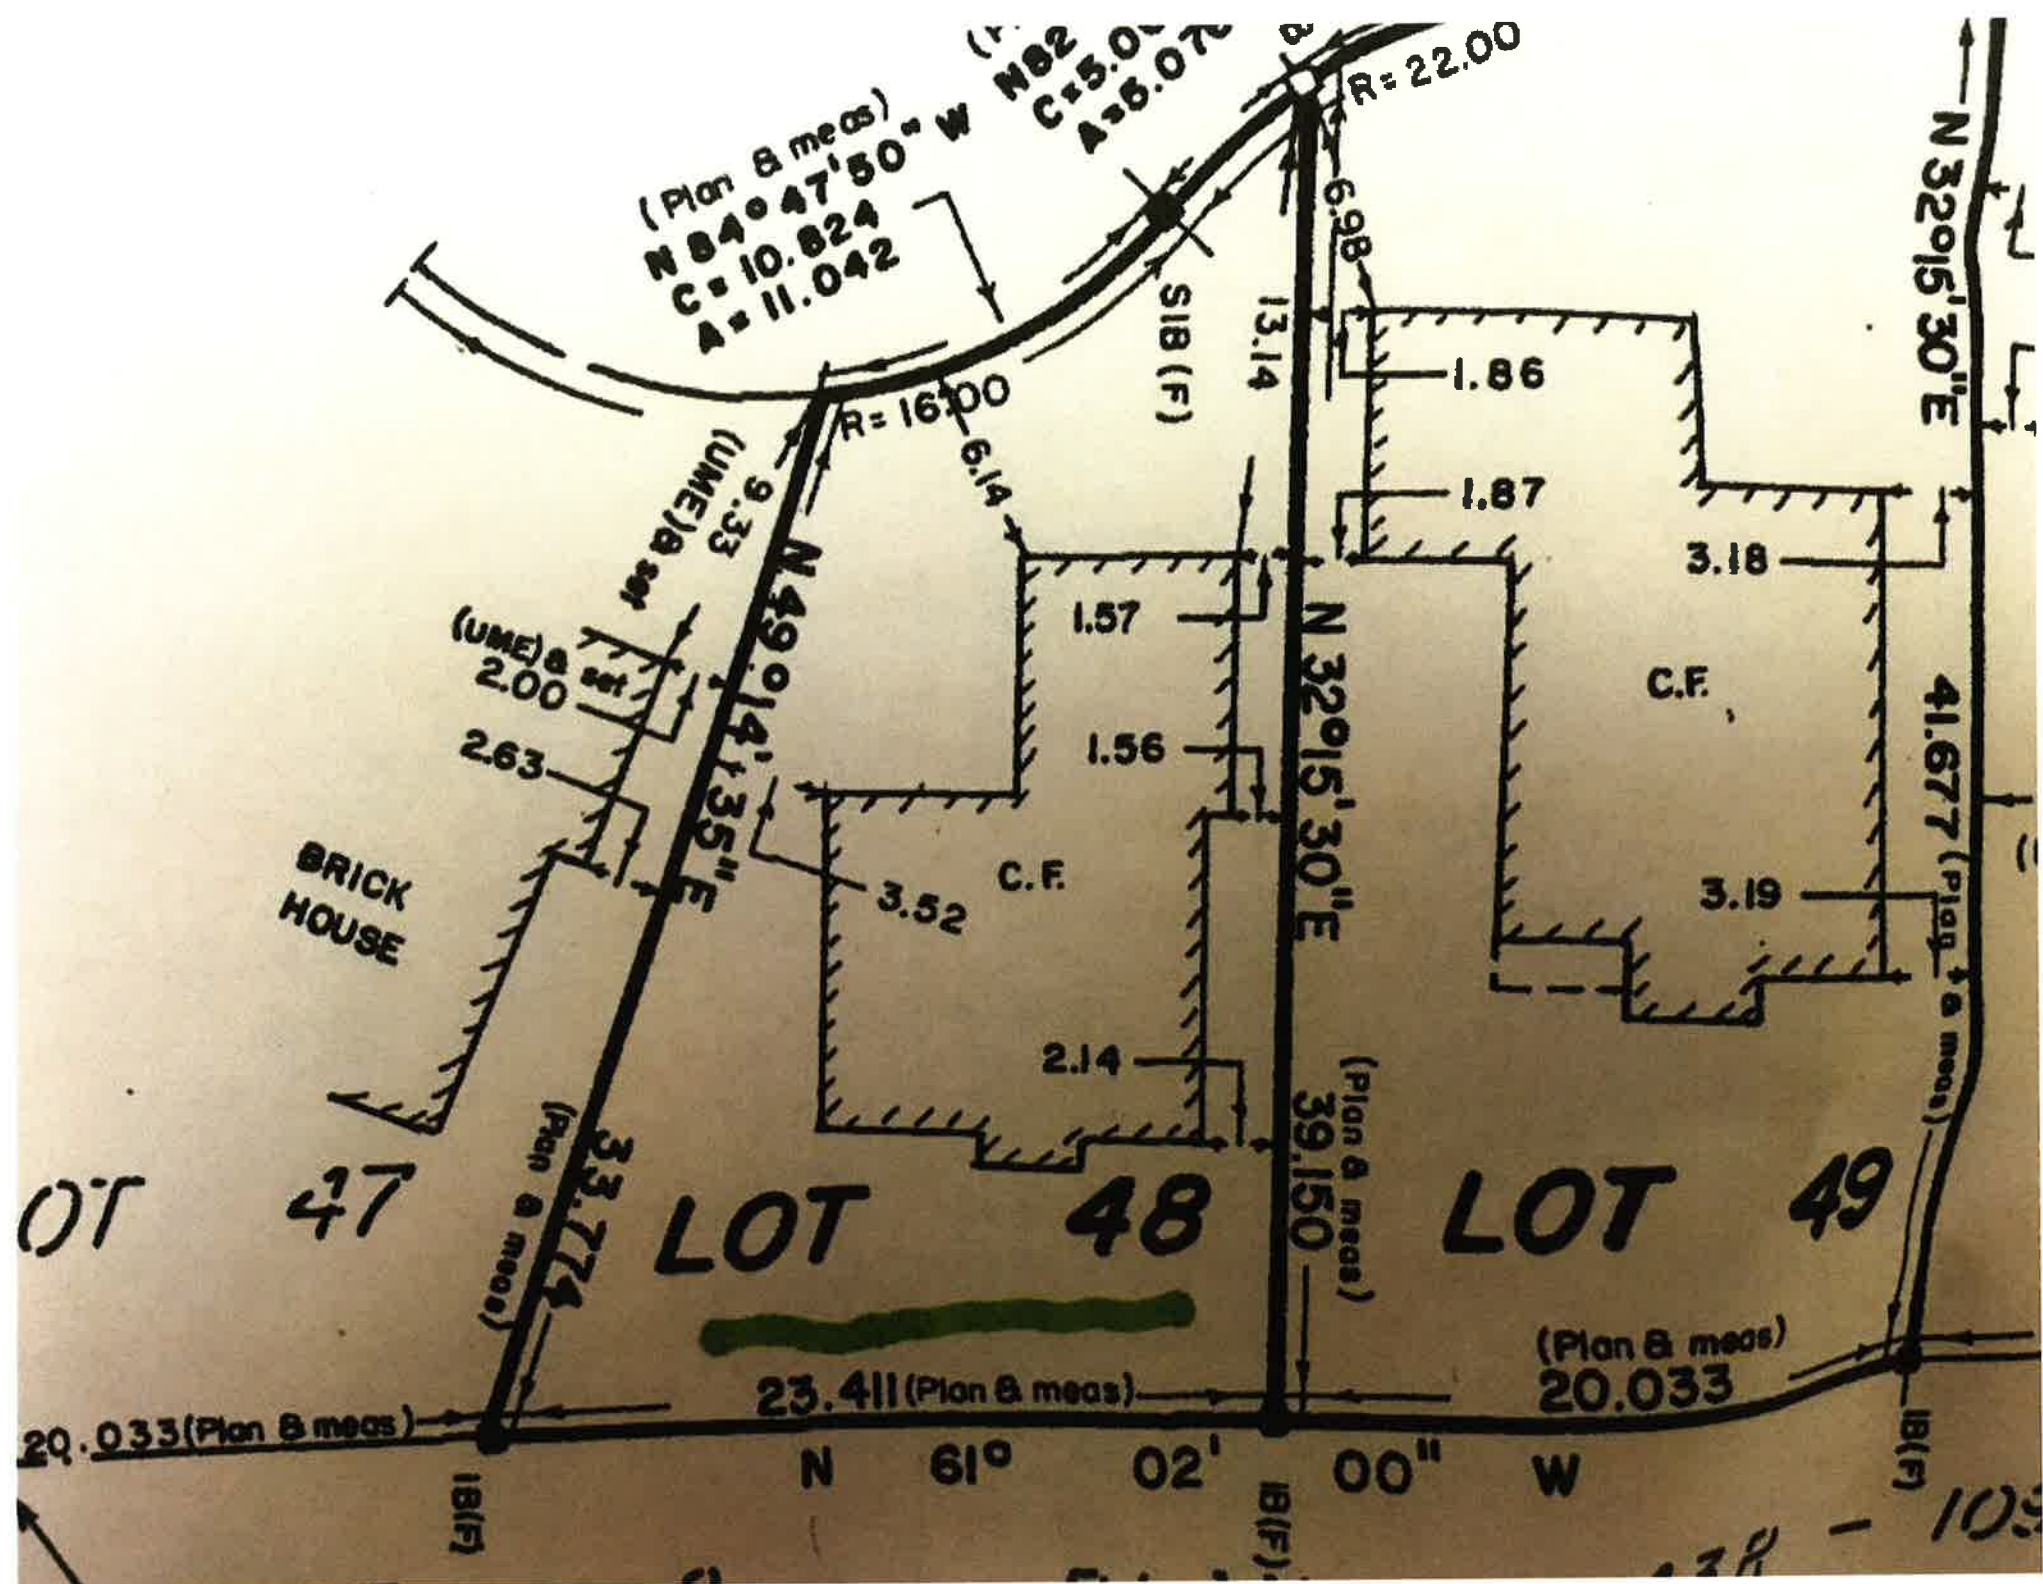 (Plan & meas)
N 84° 47' 50" W
C= 10.824
A= 11.042
N82
C=5.0
A=5.070
R= 22.00
6.98
13.14
SIB (F)
R= 16.00
6.14
(UME)& set
9.33
(UME)& set
2.00
2.63
N 49° 14' 35" E
33.774
(Plan & meas)
BRICK
HOUSE
3.52
C.F.
1.57
1.56
2.14
N 32° 15' 30" E
39.150
(Plan & meas)
1.86
1.87
3.18
C.F.
3.19
N 32° 15' 30" E
41.677 (Plan & meas)
OT 47
LOT 48
LOT 49
20.033 (Plan & meas)
23.411 (Plan & meas)
(Plan & meas)
20.033
N 61° 02' 00" W
IB(F)
IB(F)
IB(F)